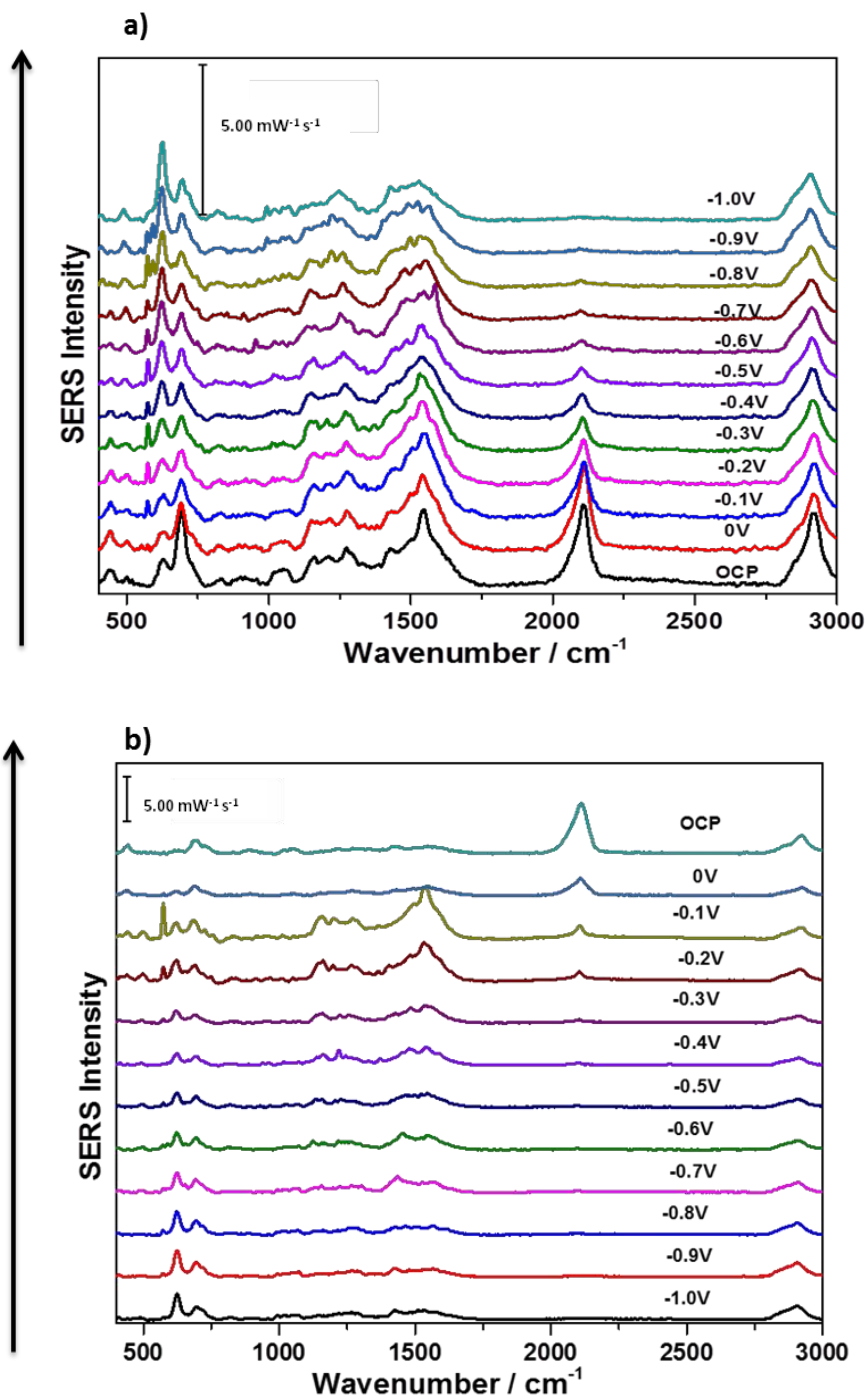 a)
5.00 mW⁻¹ s⁻¹
-1.0V
-0.9V
-0.8V
-0.7V
-0.6V
-0.5V
-0.4V
-0.3V
-0.2V
-0.1V
0V
OCP
SERS Intensity
500 1000 1500 2000 2500 3000
Wavenumber / cm⁻¹
b)
5.00 mW⁻¹ s⁻¹
OCP
0V
-0.1V
-0.2V
-0.3V
-0.4V
-0.5V
-0.6V
-0.7V
-0.8V
-0.9V
-1.0V
SERS Intensity
500 1000 1500 2000 2500 3000
Wavenumber / cm⁻¹